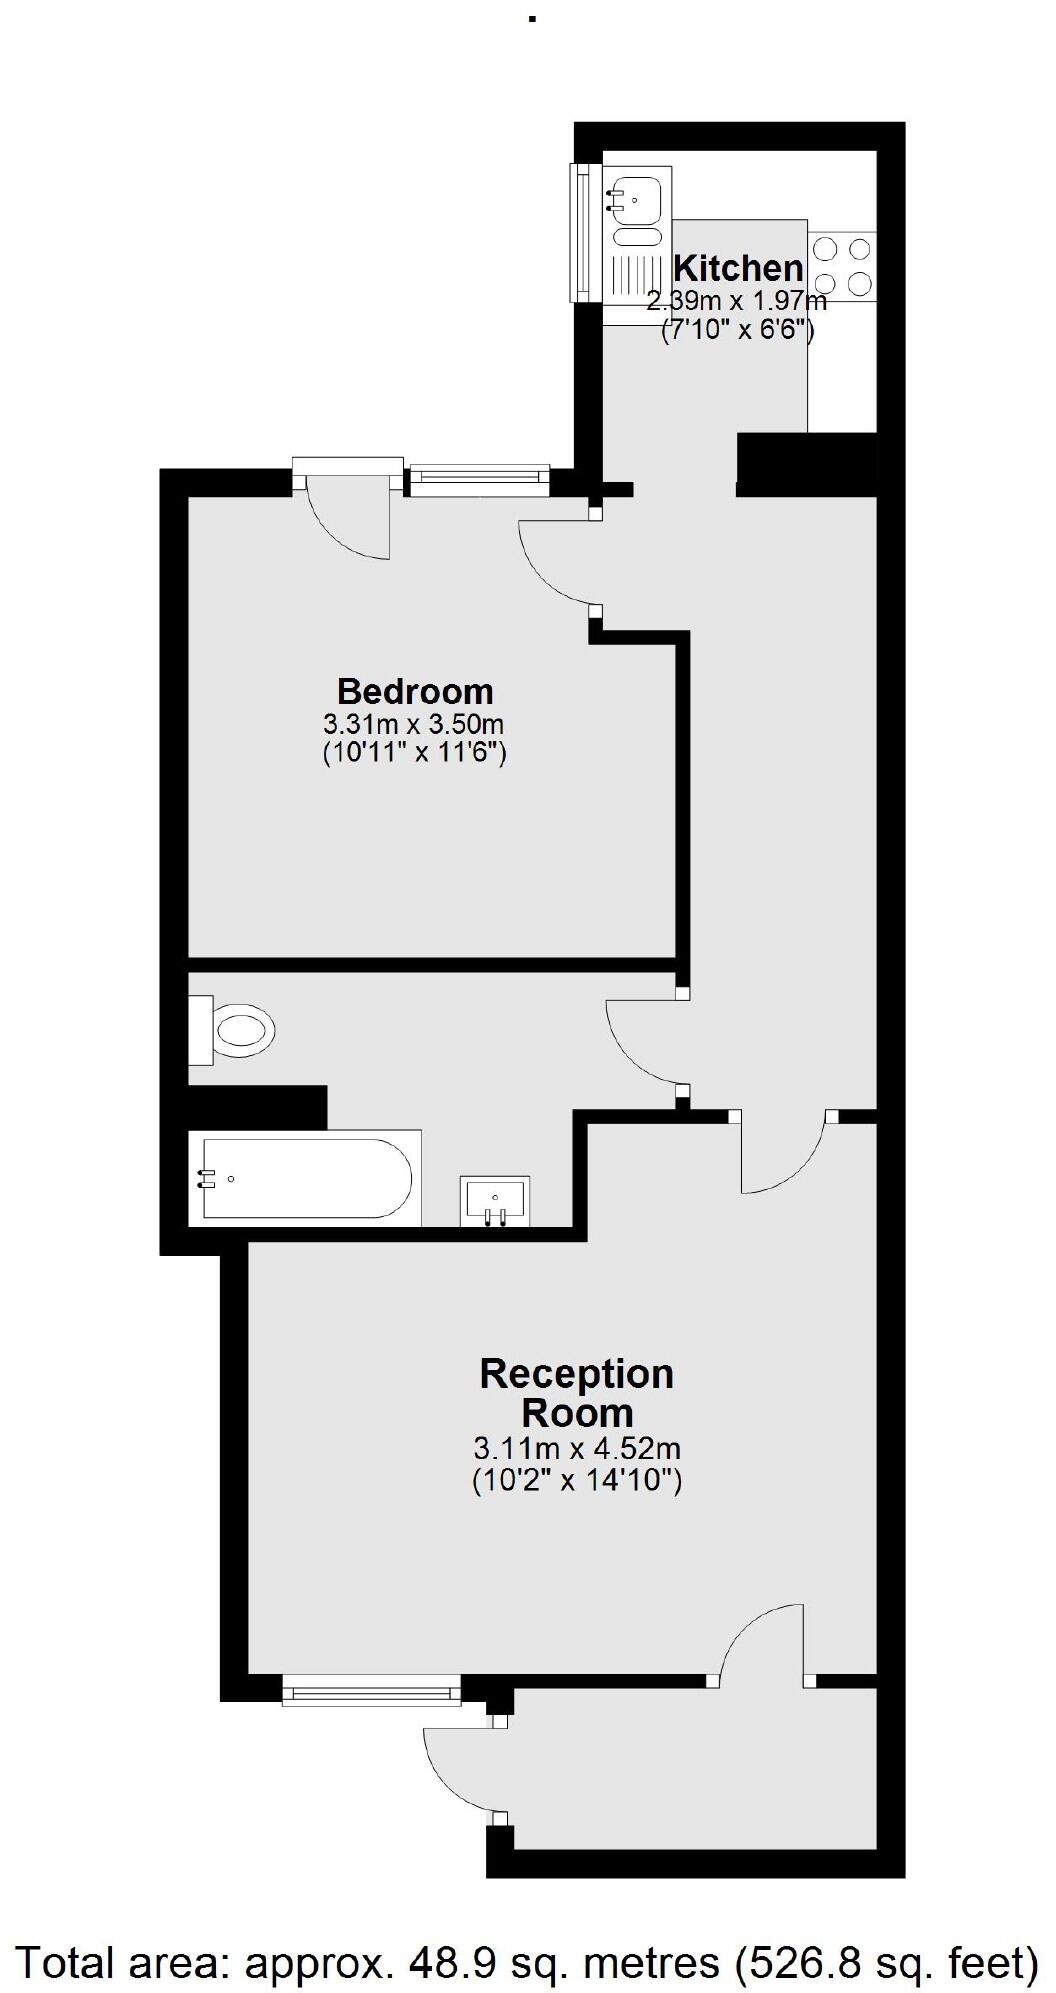 Kitchen
2.39m x 1.97m
(7'10" x 6'6")
Bedroom
3.31m x 3.50m
(10'11" x 11'6")
Reception
Room
3.11m x 4.52m
(10'2" x 14'10")
Total area: approx. 48.9 sq. metres (526.8 sq. feet)